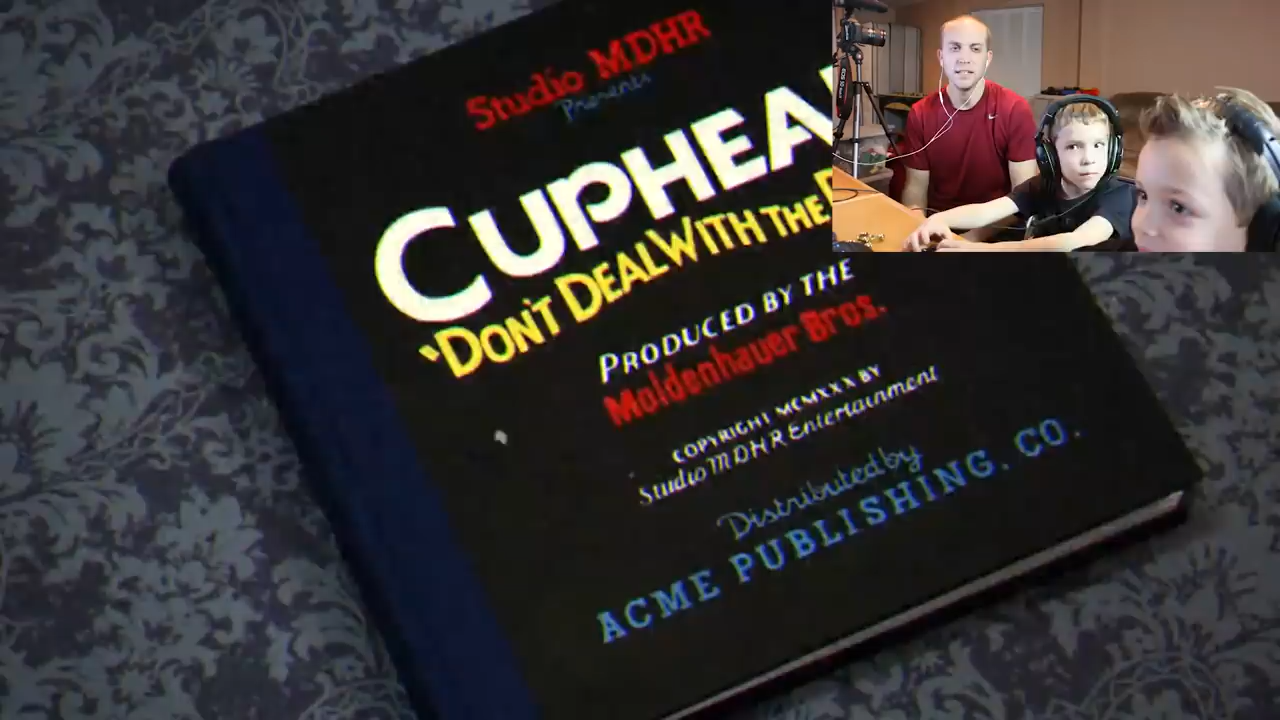 Studio MDHR
Presents
CUPHEA
"DON'T DEAL WITH THE
PRODUCED BY THE
Moldenhauer Bros.
COPYRIGHT MCMXXX BY
Studio MDHR Entertainment
Distributed by
ACME PUBLISHING. CO.